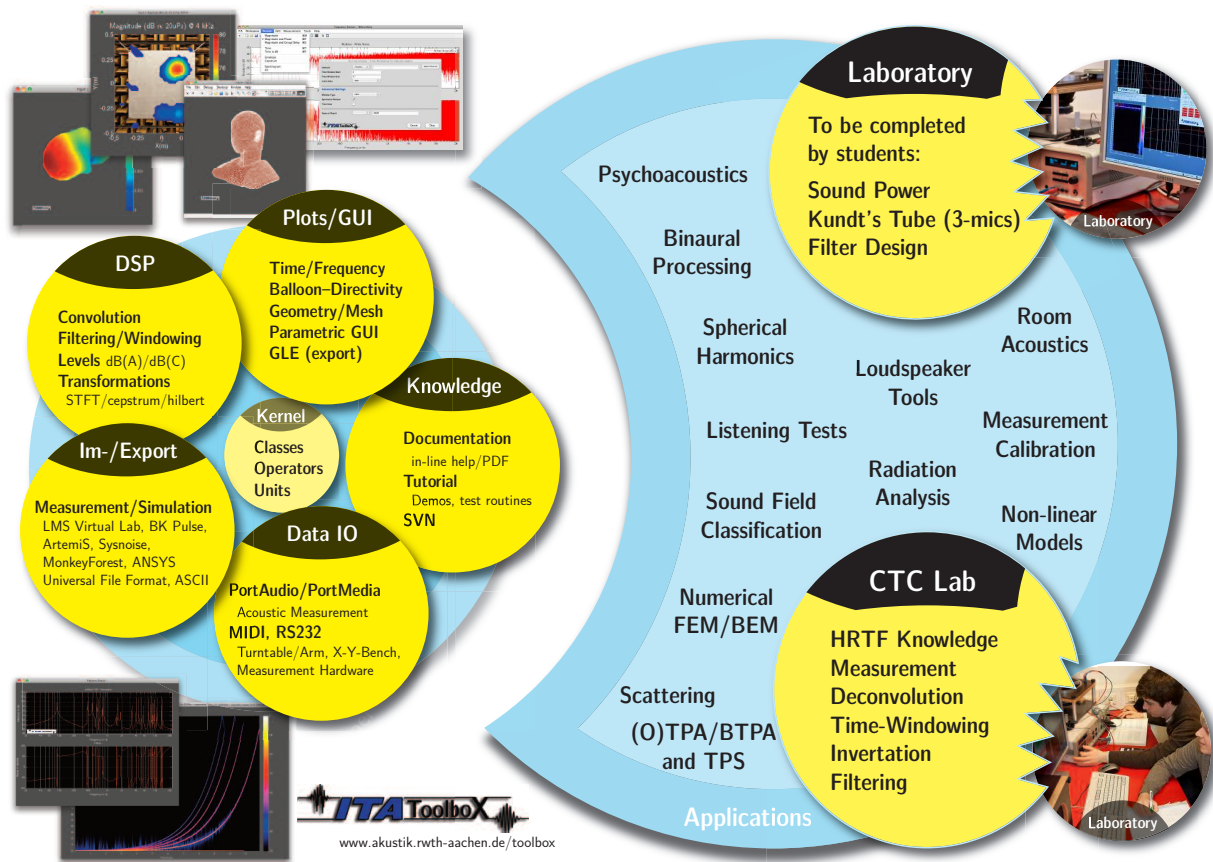 Magnitude (dB re 20uPa) @ 4 kHz
Plots/GUI
Time/Frequency
Balloon–Directivity
Geometry/Mesh
Parametric GUI
GLE (export)
DSP
Convolution
Filtering/Windowing
Levels dB(A)/dB(C)
Transformations
STFT/cepstrum/hilbert
Knowledge
Documentation
in-line help/PDF
Tutorial
Demos, test routines
SVN
Kernel
Classes
Operators
Units
Im-/Export
Measurement/Simulation
LMS Virtual Lab, BK Pulse,
ArtemiS, Sysnoise,
MonkeyForest, ANSYS
Universal File Format, ASCII
Data IO
PortAudio/PortMedia
Acoustic Measurement
MIDI, RS232
Turntable/Arm, X-Y-Bench,
Measurement Hardware
ITA ToolboX
www.akustik.rwth-aachen.de/toolbox
Laboratory
To be completed
by students:
Sound Power
Kundt's Tube (3-mics)
Filter Design
Laboratory
Psychoacoustics
Binaural
Processing
Spherical
Harmonics
Room
Acoustics
Loudspeaker
Tools
Listening Tests
Measurement
Calibration
Radiation
Analysis
Sound Field
Classification
Non-linear
Models
Numerical
FEM/BEM
Scattering
(O)TPA/BTPA
and TPS
Applications
CTC Lab
HRTF Knowledge
Measurement
Deconvolution
Time-Windowing
Invertation
Filtering
Laboratory